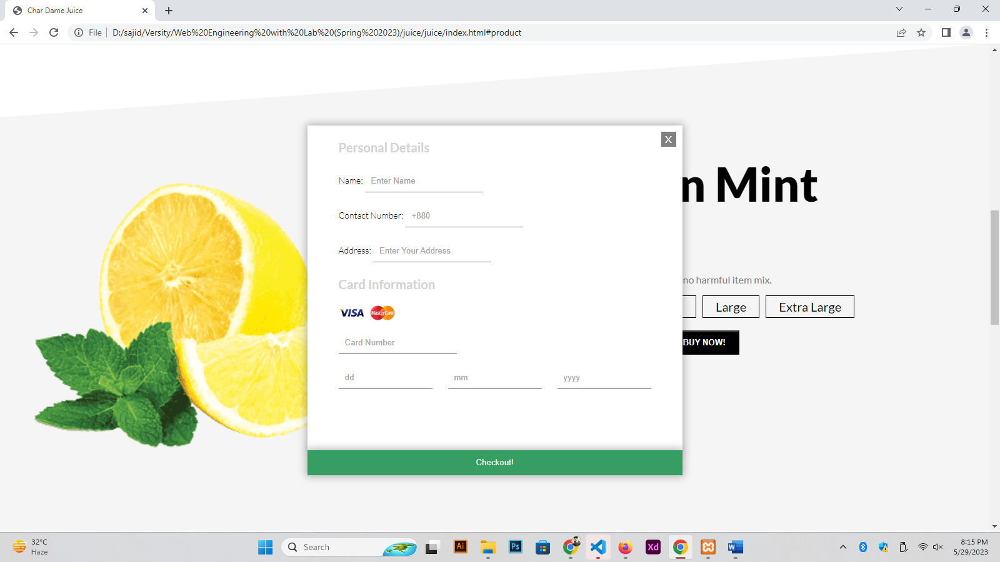 Char Dame Juice
File
D:/sajid/Versity/Web%20Engineering%20with%20Lab%20(Spring%202023)/juice/juice/index.html#product
X
Personal Details
Name: Enter Name
n Mint
Contact Number: +880
Address: Enter Your Address
no harmful item mix.
Card Information
VISA MasterCard
Large Extra Large
Card Number
BUY NOW!
dd mm yyyy
Checkout!
32°C
Haze
Search
Ai
Ps
Xd
W
8:15 PM
5/29/2023